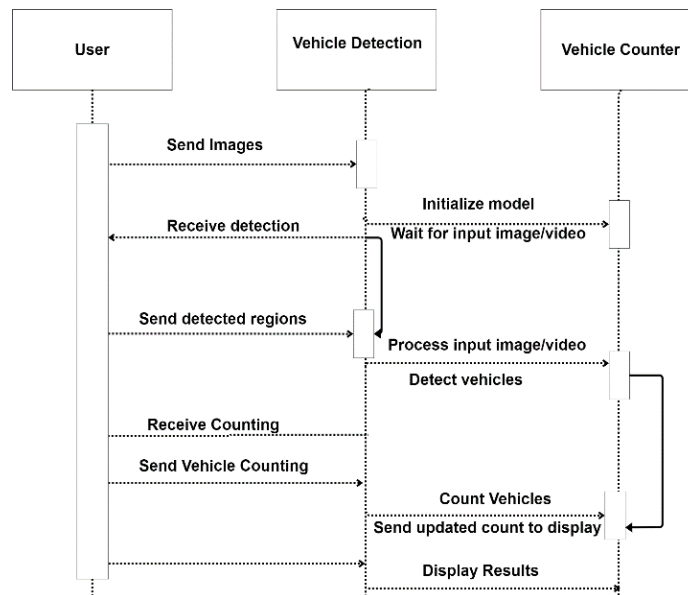 User
Vehicle Detection
Vehicle Counter
Send Images
Initialize model
Receive detection
Wait for input image/video
Send detected regions
Process input image/video
Detect vehicles
Receive Counting
Send Vehicle Counting
Count Vehicles
Send updated count to display
Display Results